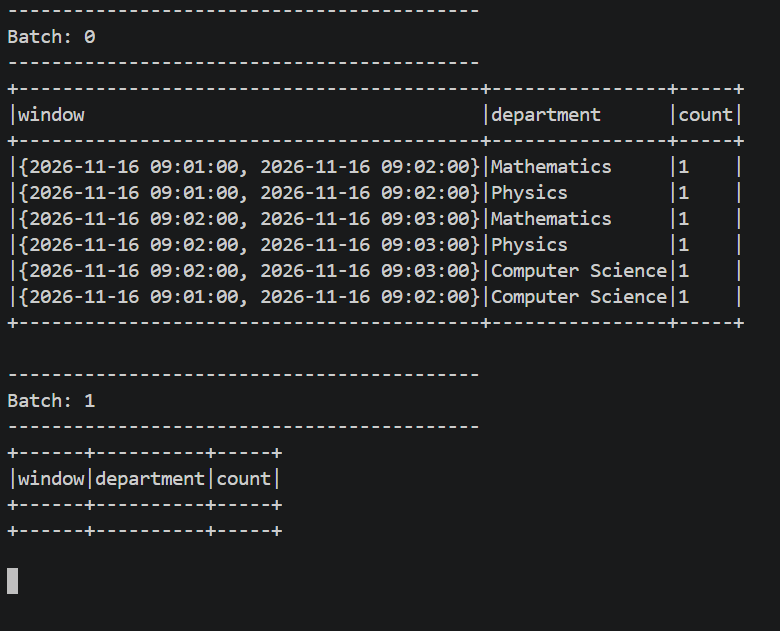 -------------------------------------------
Batch: 0
-------------------------------------------
+------------------------------------------+----------------+-----+
|window                                    |department      |count|
+------------------------------------------+----------------+-----+
|{2026-11-16 09:01:00, 2026-11-16 09:02:00}|Mathematics     |1    |
|{2026-11-16 09:01:00, 2026-11-16 09:02:00}|Physics         |1    |
|{2026-11-16 09:02:00, 2026-11-16 09:03:00}|Mathematics     |1    |
|{2026-11-16 09:02:00, 2026-11-16 09:03:00}|Physics         |1    |
|{2026-11-16 09:02:00, 2026-11-16 09:03:00}|Computer Science|1    |
|{2026-11-16 09:01:00, 2026-11-16 09:02:00}|Computer Science|1    |
+------------------------------------------+----------------+-----+
-------------------------------------------
Batch: 1
-------------------------------------------
+------+----------+-----+
|window|department|count|
+------+----------+-----+
+------+----------+-----+